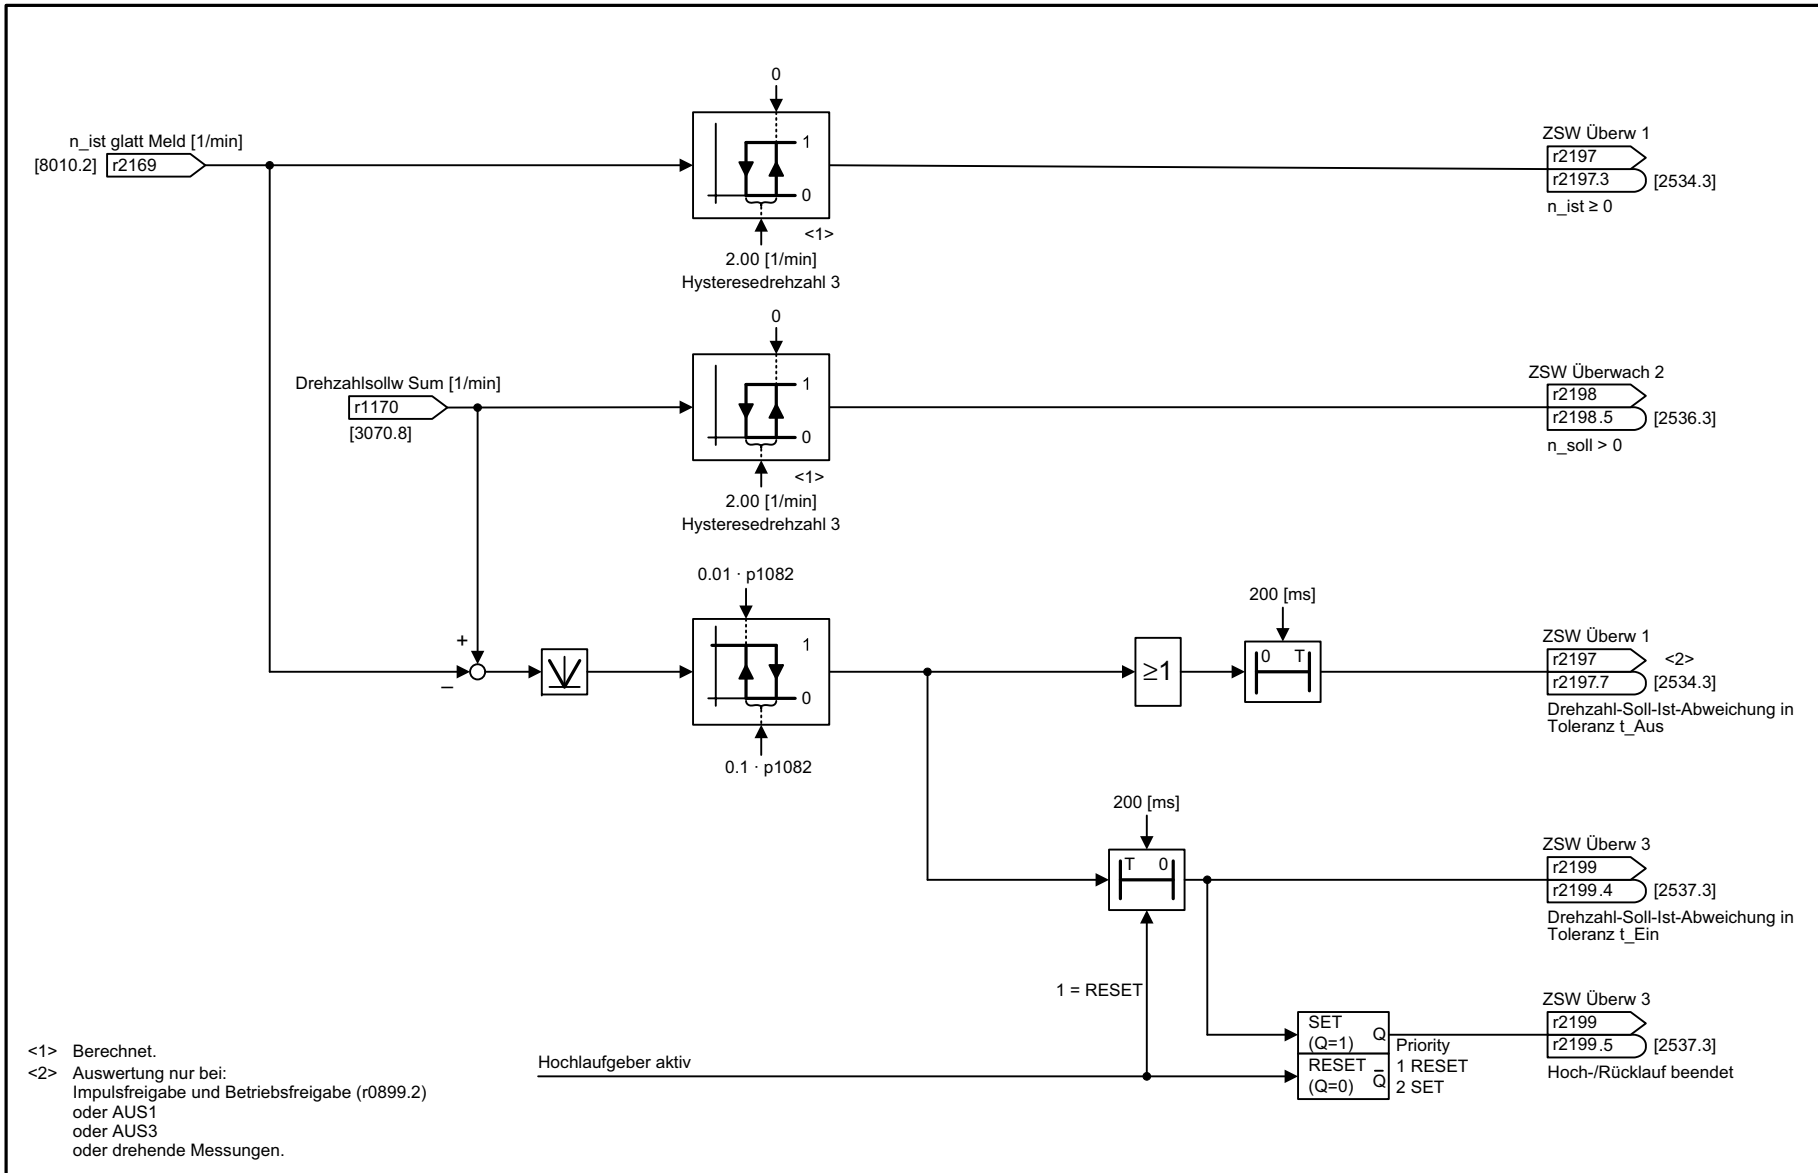 0
n_ist glatt Meld [1/min]
[8010.2] r2169
1
0
<1>
2.00 [1/min]
Hysteresedrehzahl 3
ZSW Überw 1
r2197
r2197.3 [2534.3]
n_ist ≥ 0
0
Drehzahlsollw Sum [1/min]
r1170
[3070.8]
1
0
<1>
2.00 [1/min]
Hysteresedrehzahl 3
ZSW Überwach 2
r2198
r2198.5 [2536.3]
n_soll > 0
0.01 · p1082
+
–
1
0
0.1 · p1082
≥1
200 [ms]
0 T
ZSW Überw 1
r2197 <2>
r2197.7 [2534.3]
Drehzahl-Soll-Ist-Abweichung in
Toleranz t_Aus
200 [ms]
T 0
ZSW Überw 3
r2199
r2199.4 [2537.3]
Drehzahl-Soll-Ist-Abweichung in
Toleranz t_Ein
1 = RESET
Hochlaufgeber aktiv
SET Q
(Q=1)
RESET Q̅
(Q=0)
Priority
1 RESET
2 SET
ZSW Überw 3
r2199
r2199.5 [2537.3]
Hoch-/Rücklauf beendet
<1> Berechnet.
<2> Auswertung nur bei:
Impulsfreigabe und Betriebsfreigabe (r0899.2)
oder AUS1
oder AUS3
oder drehende Messungen.